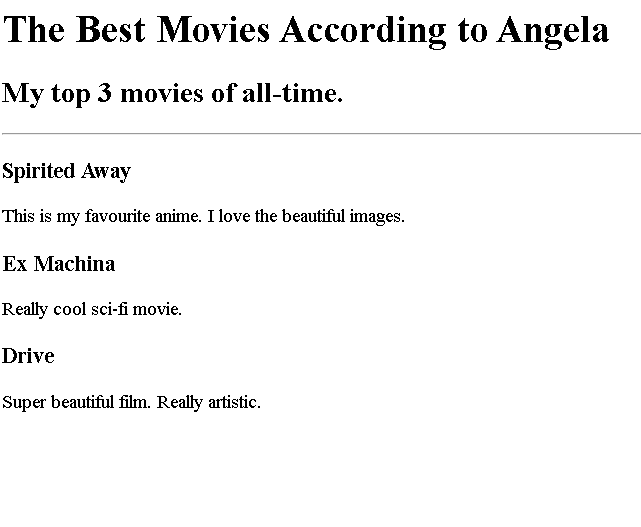 The Best Movies According to Angela
My top 3 movies of all-time.
Spirited Away
This is my favourite anime. I love the beautiful images.
Ex Machina
Really cool sci-fi movie.
Drive
Super beautiful film. Really artistic.